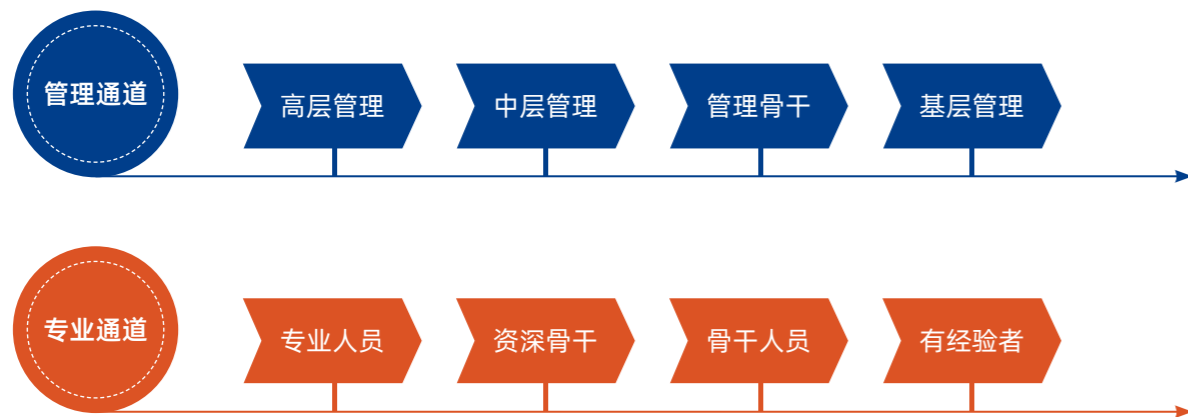 管理通道
高层管理
中层管理
管理骨干
基层管理
专业通道
专业人员
资深骨干
骨干人员
有经验者